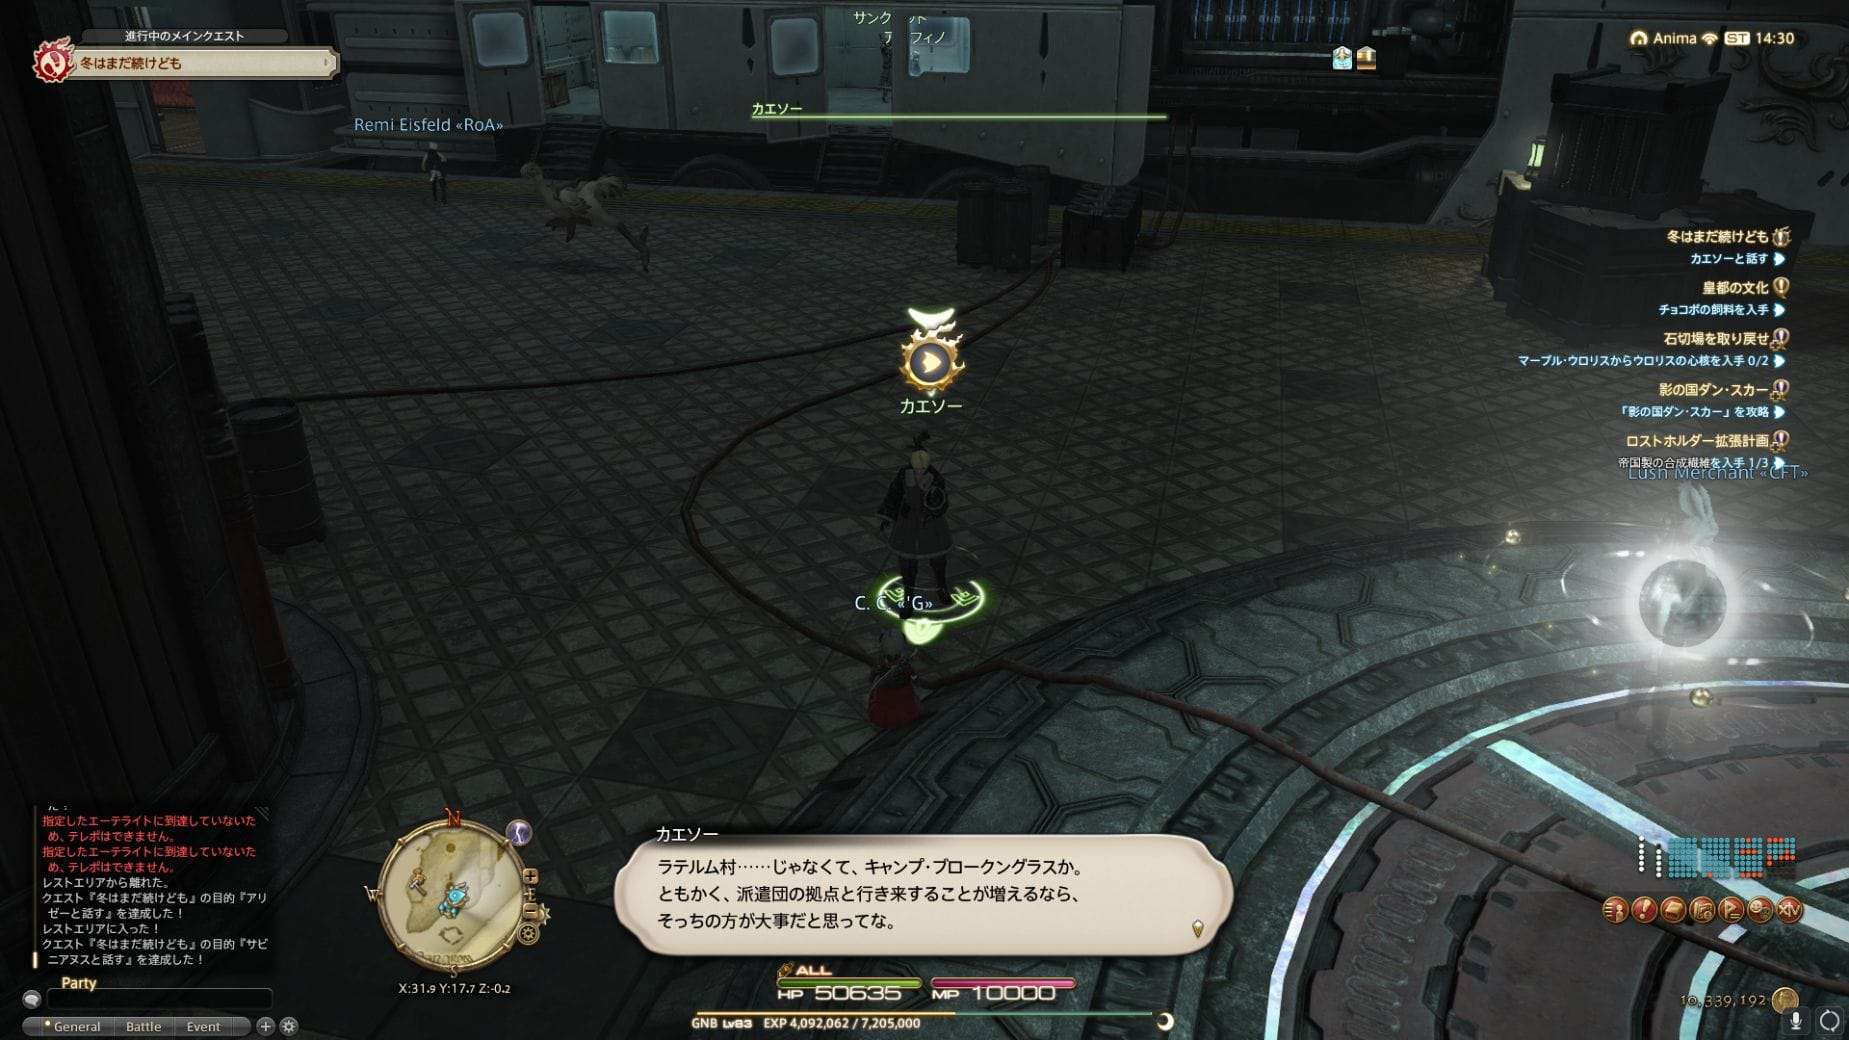 進行中のメインクエスト
冬はまだ続けども
サンク
Anima ST 14:30
カエソー
Remi Eisfeld «RoA»
カエソー
冬はまだ続けども
カエソーと話す
皇都の文化
チョコボの飼料を入手
石切場を取り戻せ
マーブル・ウロリスからウロリスの心核を入手 0/2
影の国ダン・スカー
「影の国ダン・スカー」を攻略
ロストホルダー拡張計画
帝国製の合成繊維を入手 1/3
Lush Merchant «CFT»
C. C. «'G»
指定したエーテライトに到達していないた
め、テレポはできません。
指定したエーテライトに到達していないた
め、テレポはできません。
レストエリアから離れた。
クエスト『冬はまだ続けども』の目的『アリ
ゼーと話す』を達成した！
レストエリアに入った！
クエスト『冬はまだ続けども』の目的『サビ
ニアヌスと話す』を達成した！
Party
General Battle Event
N
W
E
S
X:31.9 Y:17.7 Z:-0.2
カエソー
ラテルム村……じゃなくて、キャンプ・ブロークングラスか。
ともかく、派遣団の拠点と行き来することが増えるなら、
そっちの方が大事だと思ってな。
ALL
HP 50635 MP 10000
GNB Lv83 EXP 4,092,062 / 7,205,000
10,339,192